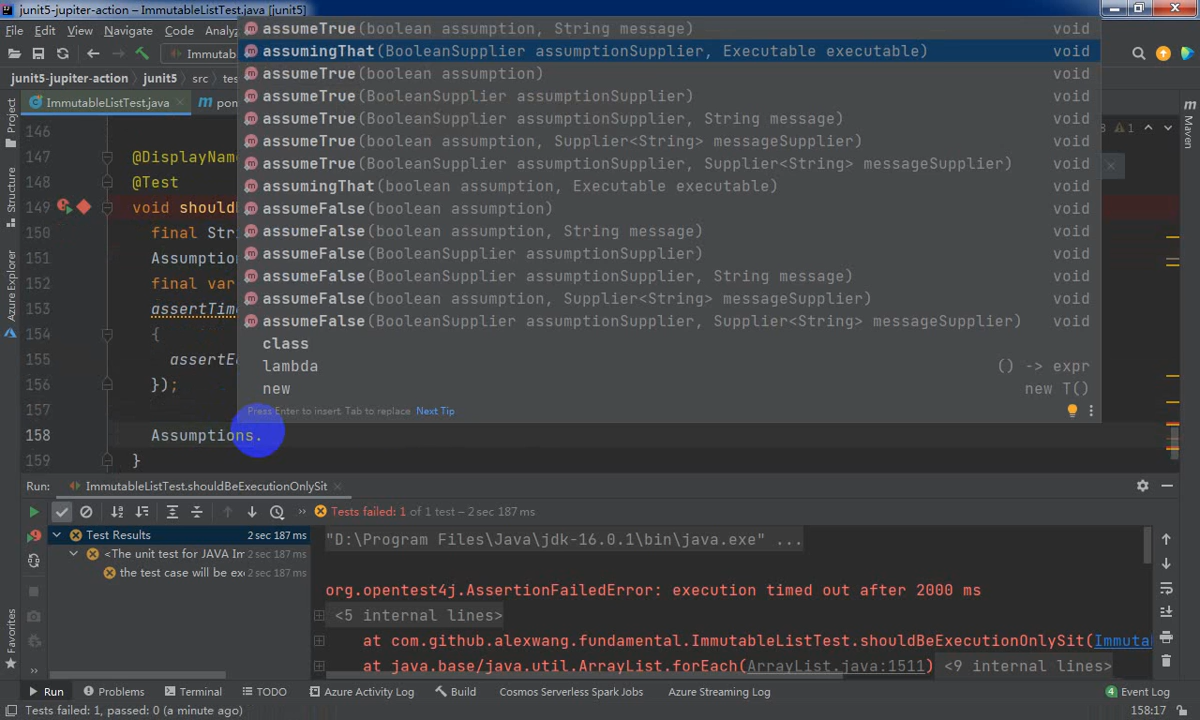 junit5-jupiter-action – ImmutableListTest.java [junit5]
File Edit View Navigate Code Analy
Immutab
junit5-jupiter-action junit5 src tes
ImmutableListTest.java pon
assumeTrue(boolean assumption, String message) void
assumingThat(BooleanSupplier assumptionSupplier, Executable executable) void
assumeTrue(boolean assumption) void
assumeTrue(BooleanSupplier assumptionSupplier) void
assumeTrue(BooleanSupplier assumptionSupplier, String message) void
assumeTrue(boolean assumption, Supplier<String> messageSupplier) void
assumeTrue(BooleanSupplier assumptionSupplier, Supplier<String> messageSupplier) void
assumingThat(boolean assumption, Executable executable) void
assumeFalse(boolean assumption) void
assumeFalse(boolean assumption, String message) void
assumeFalse(BooleanSupplier assumptionSupplier) void
assumeFalse(BooleanSupplier assumptionSupplier, String message) void
assumeFalse(boolean assumption, Supplier<String> messageSupplier) void
assumeFalse(BooleanSupplier assumptionSupplier, Supplier<String> messageSupplier) void
class
lambda () -> expr
new new T()
Press Enter to insert, Tab to replace Next Tip
146
147 @DisplayNam
148 @Test
149 void shouldB
150 final Stri
151 Assumption
152 final var
153 assertTime
154 {
155 assertEq
156 });
157
158 Assumptions.
159 }
1
Project
Structure
Azure Explorer
Favorites
Maven
Run: ImmutableListTest.shouldBeExecutionOnlySit
Tests failed: 1 of 1 test – 2 sec 187 ms
Test Results 2 sec 187 ms
<The unit test for JAVA Im 2 sec 187 ms
the test case will be exe 2 sec 187 ms
"D:\Program Files\Java\jdk-16.0.1\bin\java.exe" ...
org.opentest4j.AssertionFailedError: execution timed out after 2000 ms
<5 internal lines>
at com.github.alexwang.fundamental.ImmutableListTest.shouldBeExecutionOnlySit(Immuta
at java.base/java.util.ArrayList.forEach(ArrayList.java:1511) <9 internal lines>
Run Problems Terminal TODO Azure Activity Log Build Cosmos Serverless Spark Jobs Azure Streaming Log 4 Event Log
Tests failed: 1, passed: 0 (a minute ago) 158:17